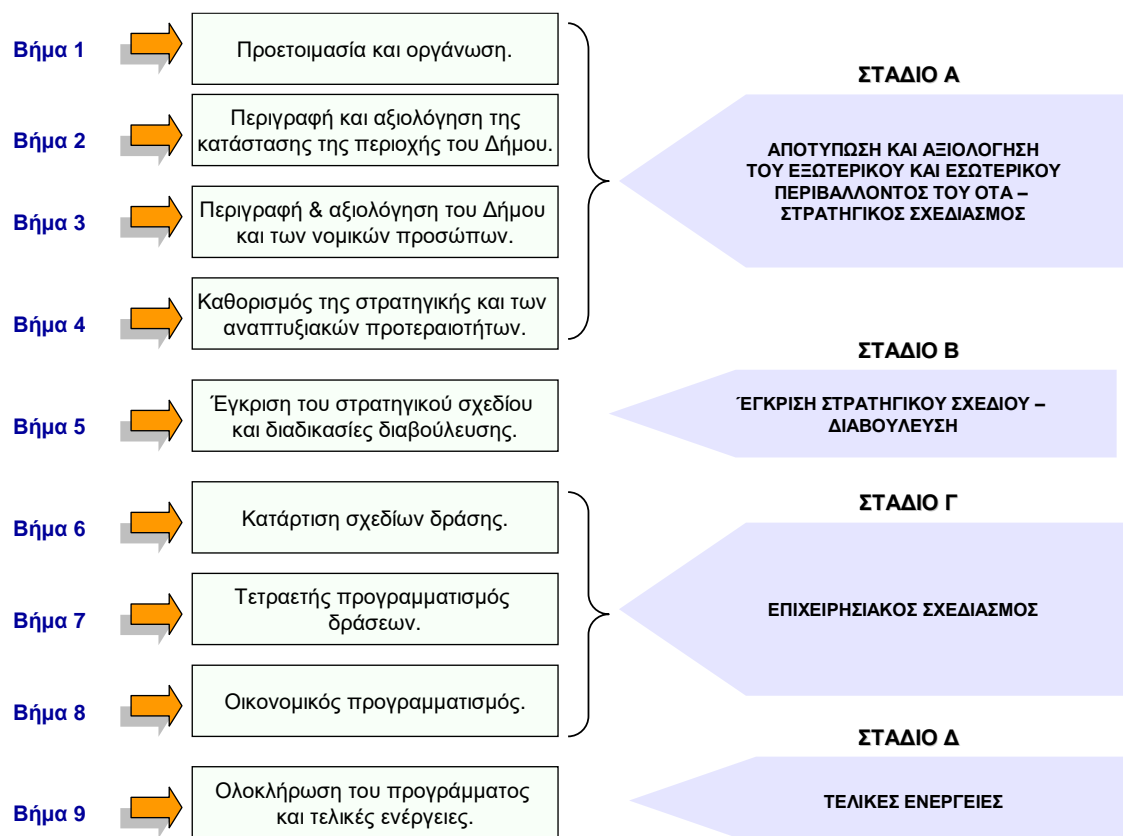 Βήμα 1
Προετοιμασία και οργάνωση.
Βήμα 2
Περιγραφή και αξιολόγηση της
κατάστασης της περιοχής του Δήμου.
Βήμα 3
Περιγραφή & αξιολόγηση του Δήμου
και των νομικών προσώπων.
Βήμα 4
Καθορισμός της στρατηγικής και των
αναπτυξιακών προτεραιοτήτων.
ΣΤΑΔΙΟ Α
ΑΠΟΤΥΠΩΣΗ ΚΑΙ ΑΞΙΟΛΟΓΗΣΗ
ΤΟΥ ΕΞΩΤΕΡΙΚΟΥ ΚΑΙ ΕΣΩΤΕΡΙΚΟΥ
ΠΕΡΙΒΑΛΛΟΝΤΟΣ ΤΟΥ ΟΤΑ –
ΣΤΡΑΤΗΓΙΚΟΣ ΣΧΕΔΙΑΣΜΟΣ
Βήμα 5
Έγκριση του στρατηγικού σχεδίου
και διαδικασίες διαβούλευσης.
ΣΤΑΔΙΟ Β
ΈΓΚΡΙΣΗ ΣΤΡΑΤΗΓΙΚΟΥ ΣΧΕΔΙΟΥ –
ΔΙΑΒΟΥΛΕΥΣΗ
Βήμα 6
Κατάρτιση σχεδίων δράσης.
Βήμα 7
Τετραετής προγραμματισμός
δράσεων.
Βήμα 8
Οικονομικός προγραμματισμός.
ΣΤΑΔΙΟ Γ
ΕΠΙΧΕΙΡΗΣΙΑΚΟΣ ΣΧΕΔΙΑΣΜΟΣ
Βήμα 9
Ολοκλήρωση του προγράμματος
και τελικές ενέργειες.
ΣΤΑΔΙΟ Δ
ΤΕΛΙΚΕΣ ΕΝΕΡΓΕΙΕΣ